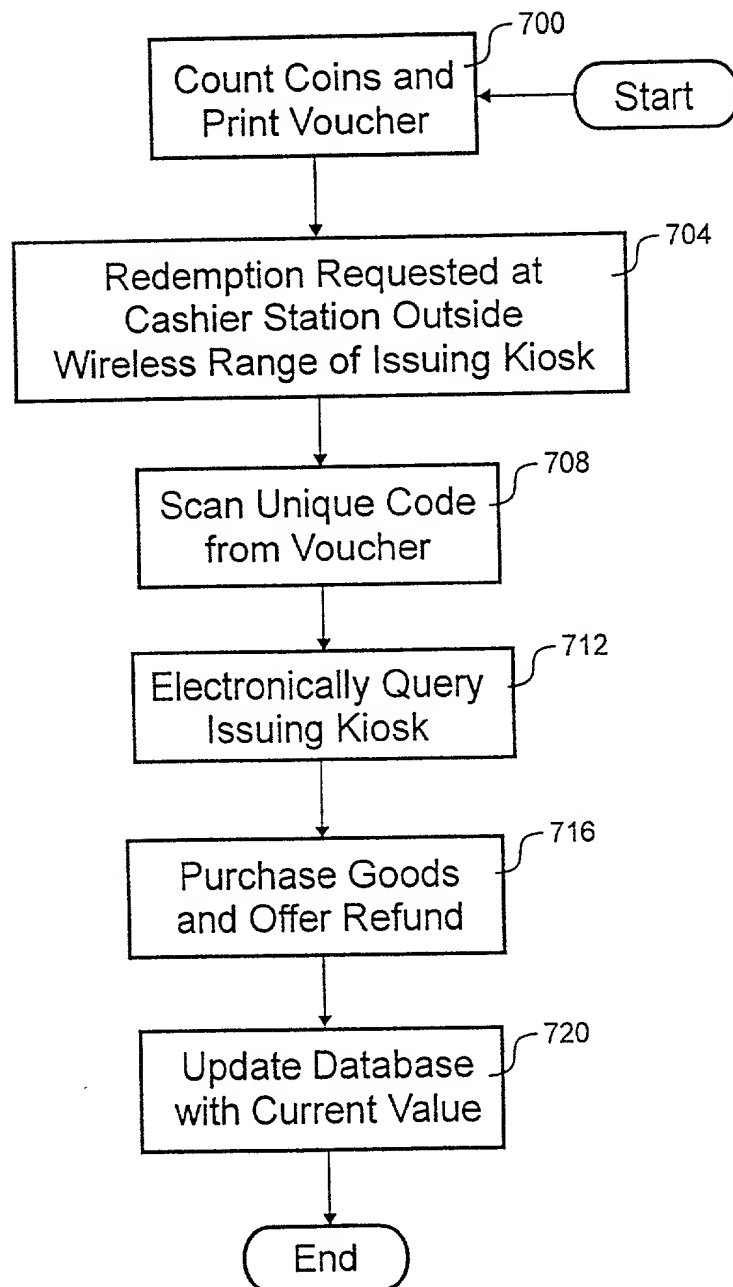 700
Count Coins and
Print Voucher
Start
704
Redemption Requested at
Cashier Station Outside
Wireless Range of Issuing Kiosk
708
Scan Unique Code
from Voucher
712
Electronically Query
Issuing Kiosk
716
Purchase Goods
and Offer Refund
720
Update Database
with Current Value
End